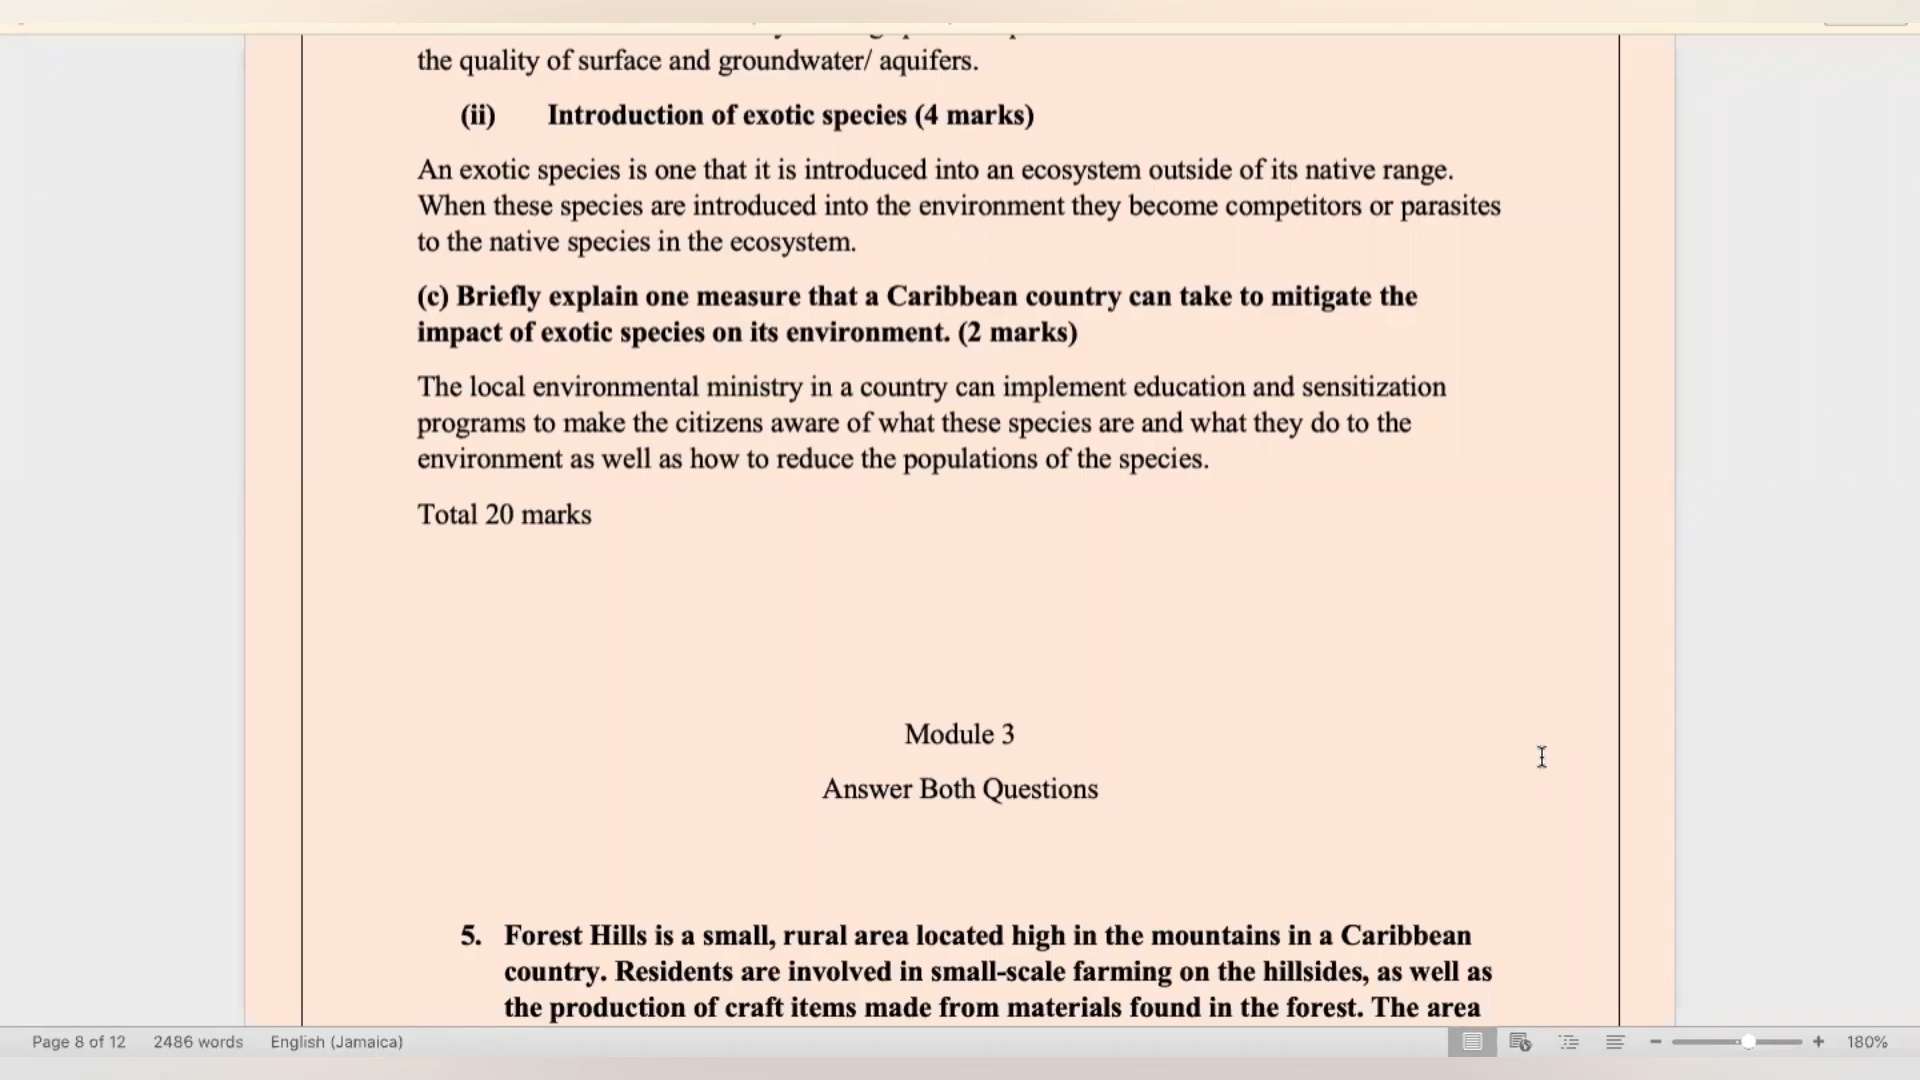 the quality of surface and groundwater/ aquifers.
(ii) Introduction of exotic species (4 marks)
An exotic species is one that it is introduced into an ecosystem outside of its native range.
When these species are introduced into the environment they become competitors or parasites
to the native species in the ecosystem.
(c) Briefly explain one measure that a Caribbean country can take to mitigate the
impact of exotic species on its environment. (2 marks)
The local environmental ministry in a country can implement education and sensitization
programs to make the citizens aware of what these species are and what they do to the
environment as well as how to reduce the populations of the species.
Total 20 marks
Module 3
Answer Both Questions
5. Forest Hills is a small, rural area located high in the mountains in a Caribbean
country. Residents are involved in small-scale farming on the hillsides, as well as
the production of craft items made from materials found in the forest. The area
Page 8 of 12 2486 words English (Jamaica) 180%